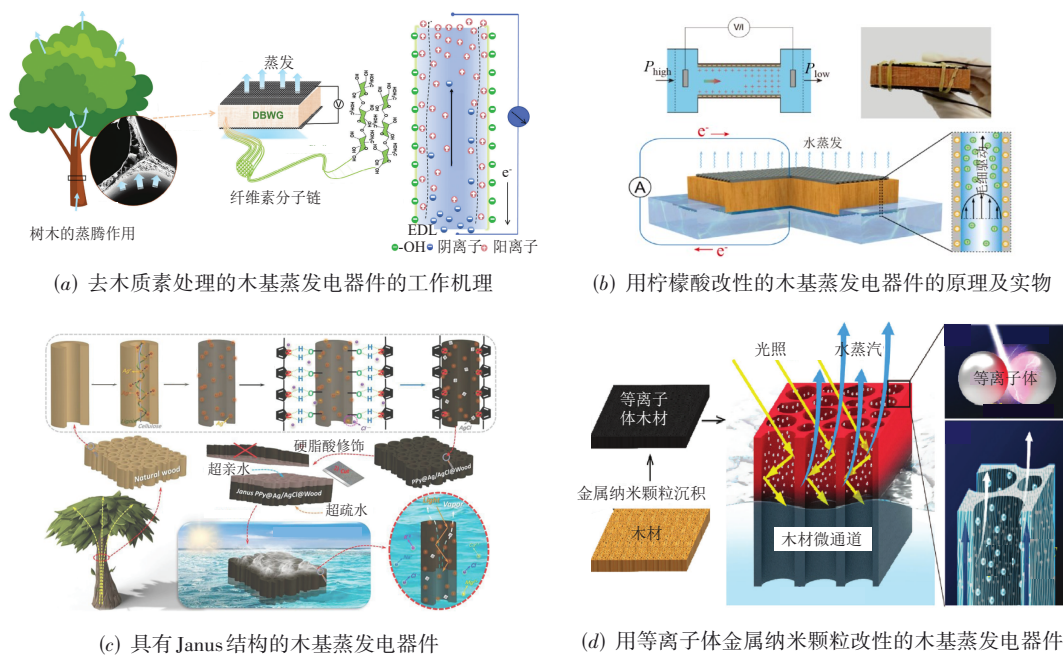 蒸发
DBWG
V
树木的蒸腾作用
纤维素分子链
e-
EDL
-OH 阴离子 阳离子
(a) 去木质素处理的木基蒸发电器件的工作机理
V/I
Phigh
Plow
e-
水蒸发
A
e-
毛细驱动
(b) 用柠檬酸改性的木基蒸发电器件的原理及实物
Cellulose
Natural wood
硬脂酸修饰
超亲水
Janus PPy@Ag/AgCl@Wood
超疏水
PPy@Ag/AgCl@Wood
(c) 具有Janus结构的木基蒸发电器件
光照
水蒸汽
等离子体木材
金属纳米颗粒沉积
木材
木材微通道
等离子体
(d) 用等离子体金属纳米颗粒改性的木基蒸发电器件